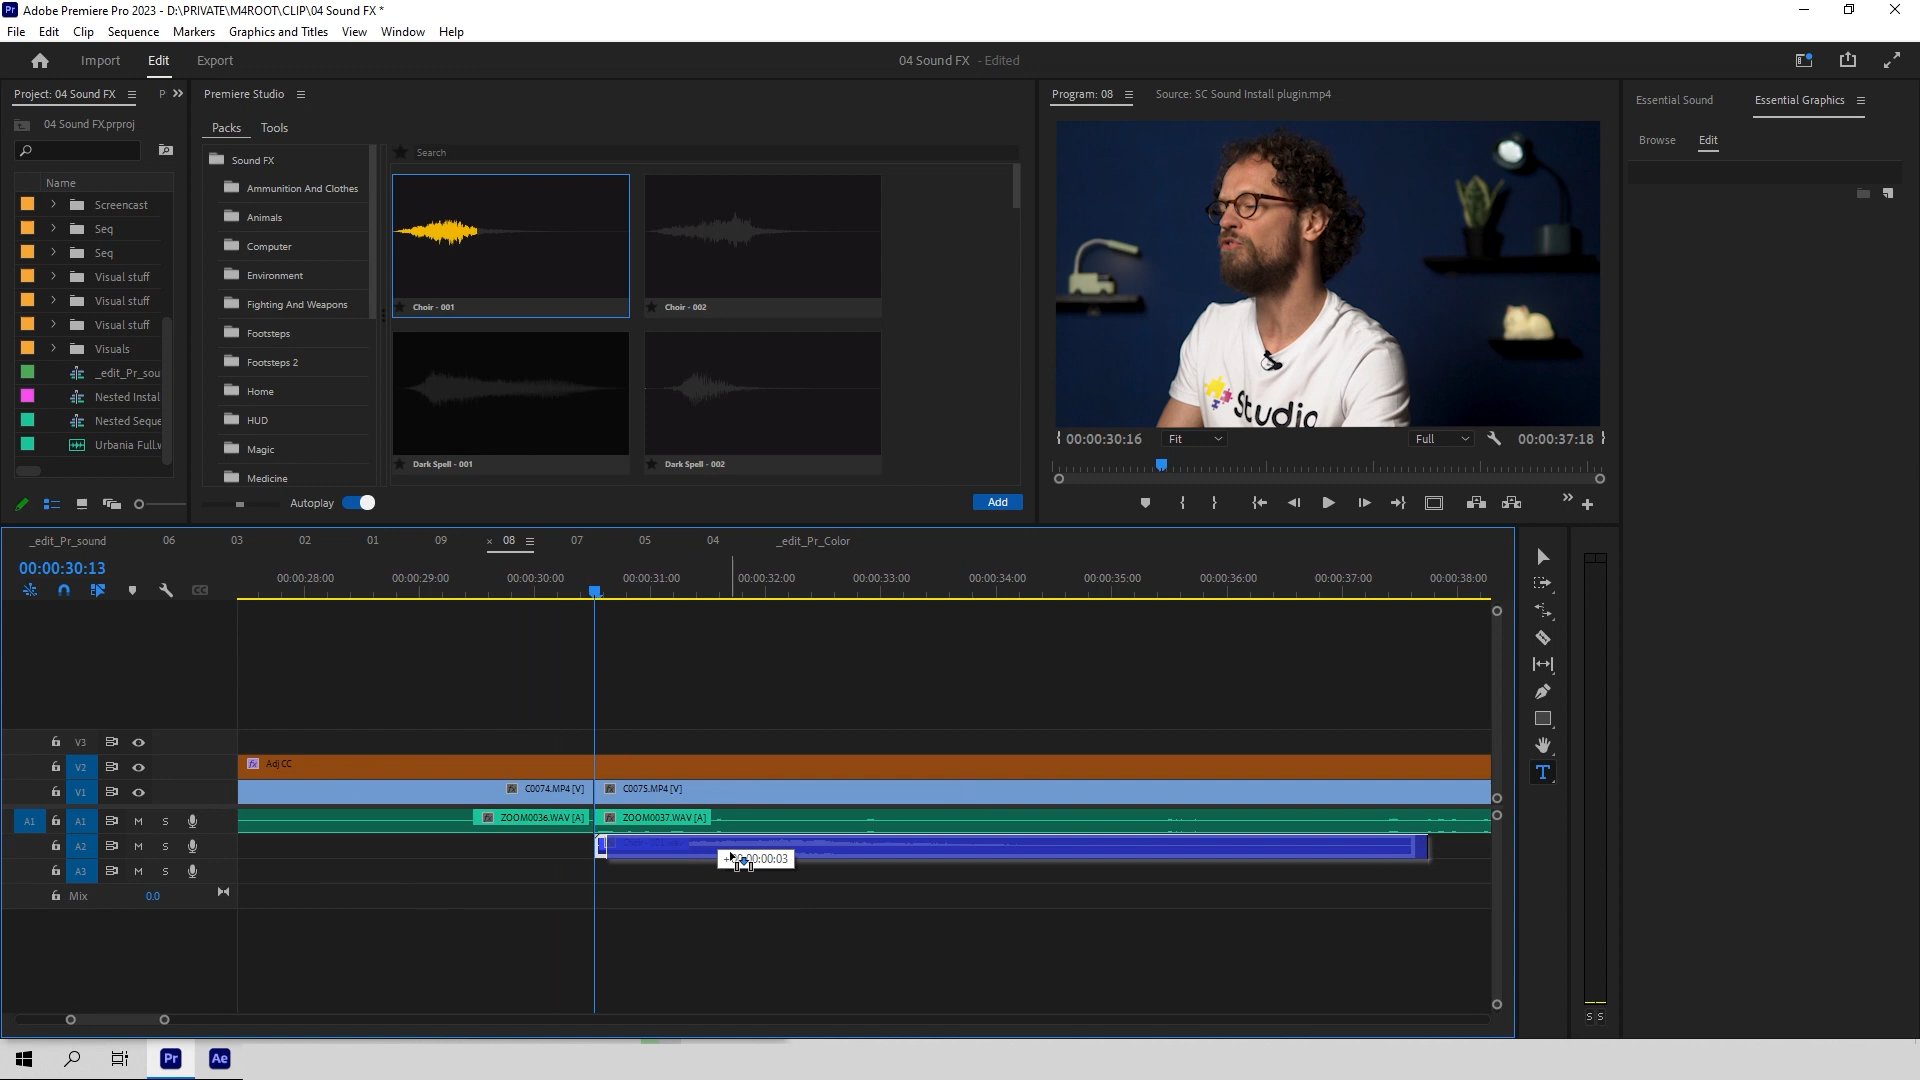 Adobe Premiere Pro 2023 - D:\PRIVATE\M4ROOT\CLIP\04 Sound FX *
File Edit Clip Sequence Markers Graphics and Titles View Window Help
Import Edit Export
04 Sound FX - Edited
Project: 04 Sound FX
P
04 Sound FX.prproj
Name
Screencast
Seq
Seq
Visual stuff
Visual stuff
Visual stuff
Visuals
_edit_Pr_sou
Nested Instal
Nested Seque
Urbania Full.w
Premiere Studio
Packs Tools
Sound FX
Ammunition And Clothes
Animals
Computer
Environment
Fighting And Weapons
Footsteps
Footsteps 2
Home
HUD
Magic
Medicine
Search
Choir - 001
Choir - 002
Dark Spell - 001
Dark Spell - 002
Autoplay
Add
Program: 08
Source: SC Sound Install plugin.mp4
Studio
00:00:30:16 Fit Full 00:00:37:18
Essential Sound Essential Graphics
Browse Edit
_edit_Pr_sound 06 03 02 01 09 × 08 07 05 04 _edit_Pr_Color
00:00:30:13
00:00:28:00 00:00:29:00 00:00:30:00 00:00:31:00 00:00:32:00 00:00:33:00 00:00:34:00 00:00:35:00 00:00:36:00 00:00:37:00 00:00:38:00
V3
V2 fx Adj CC
V1 fx C0074.MP4 [V] fx C0075.MP4 [V]
A1 A1 M S fx ZOOM0036.WAV [A] fx ZOOM0037.WAV [A]
A2 M S
A3 M S
Mix 0.0
S S
Pr Ae